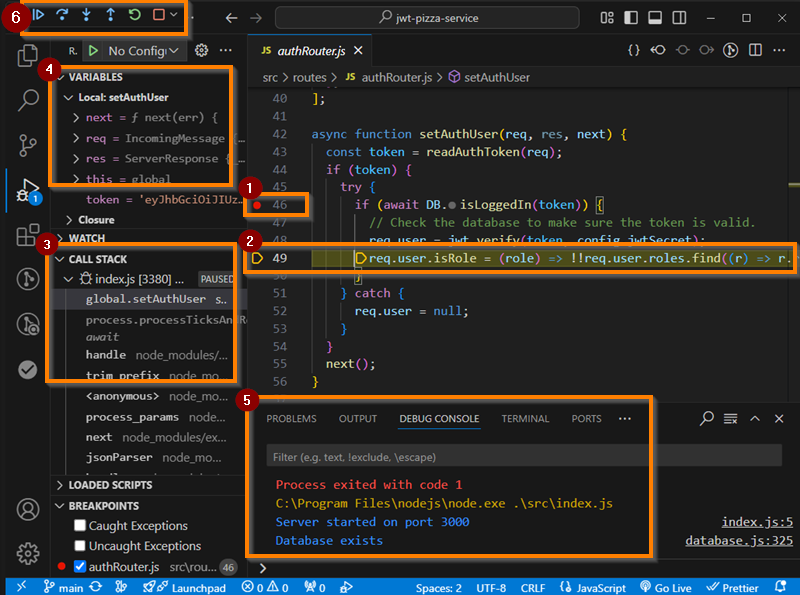 6
jwt-pizza-service
R. No Config
JS authRouter.js
src > routes > JS authRouter.js > setAuthUser
4
VARIABLES
Local: setAuthUser
next = ƒ next(err) {
req = IncomingMessage {…
res = ServerResponse {…
this = global
token = 'eyJhbGciOiJIUz…
Closure
WATCH
3
CALL STACK
index.js [3380] ... PAUSED
global.setAuthUser s...
process.processTicksAndR
await
handle node_modules/...
trim prefix node_mo...
<anonymous> node_mo...
process_params node...
next node_modules/ex...
jsonParser node_mo...
LOADED SCRIPTS
BREAKPOINTS
Caught Exceptions
Uncaught Exceptions
authRouter.js src\rou... 46
1
40 ];
41
42 async function setAuthUser(req, res, next) {
43 const token = readAuthToken(req);
44 if (token) {
45 try {
1
46 if (await DB.isLoggedIn(token)) {
47 // Check the database to make sure the token is valid.
2
48 req.user = jwt.verify(token, config.jwtSecret);
49 req.user.isRole = (role) => !!req.user.roles.find((r) => r.
50 }
51 } catch {
52 req.user = null;
53 }
54 }
55 next();
56 }
5
PROBLEMS OUTPUT DEBUG CONSOLE TERMINAL PORTS
Filter (e.g. text, !exclude, \escape)
Process exited with code 1
C:\Program Files\nodejs\node.exe .\src\index.js
Server started on port 3000 index.js:5
Database exists database.js:325
main Launchpad 0 0 0 Spaces: 2 UTF-8 CRLF {} JavaScript Go Live Prettier